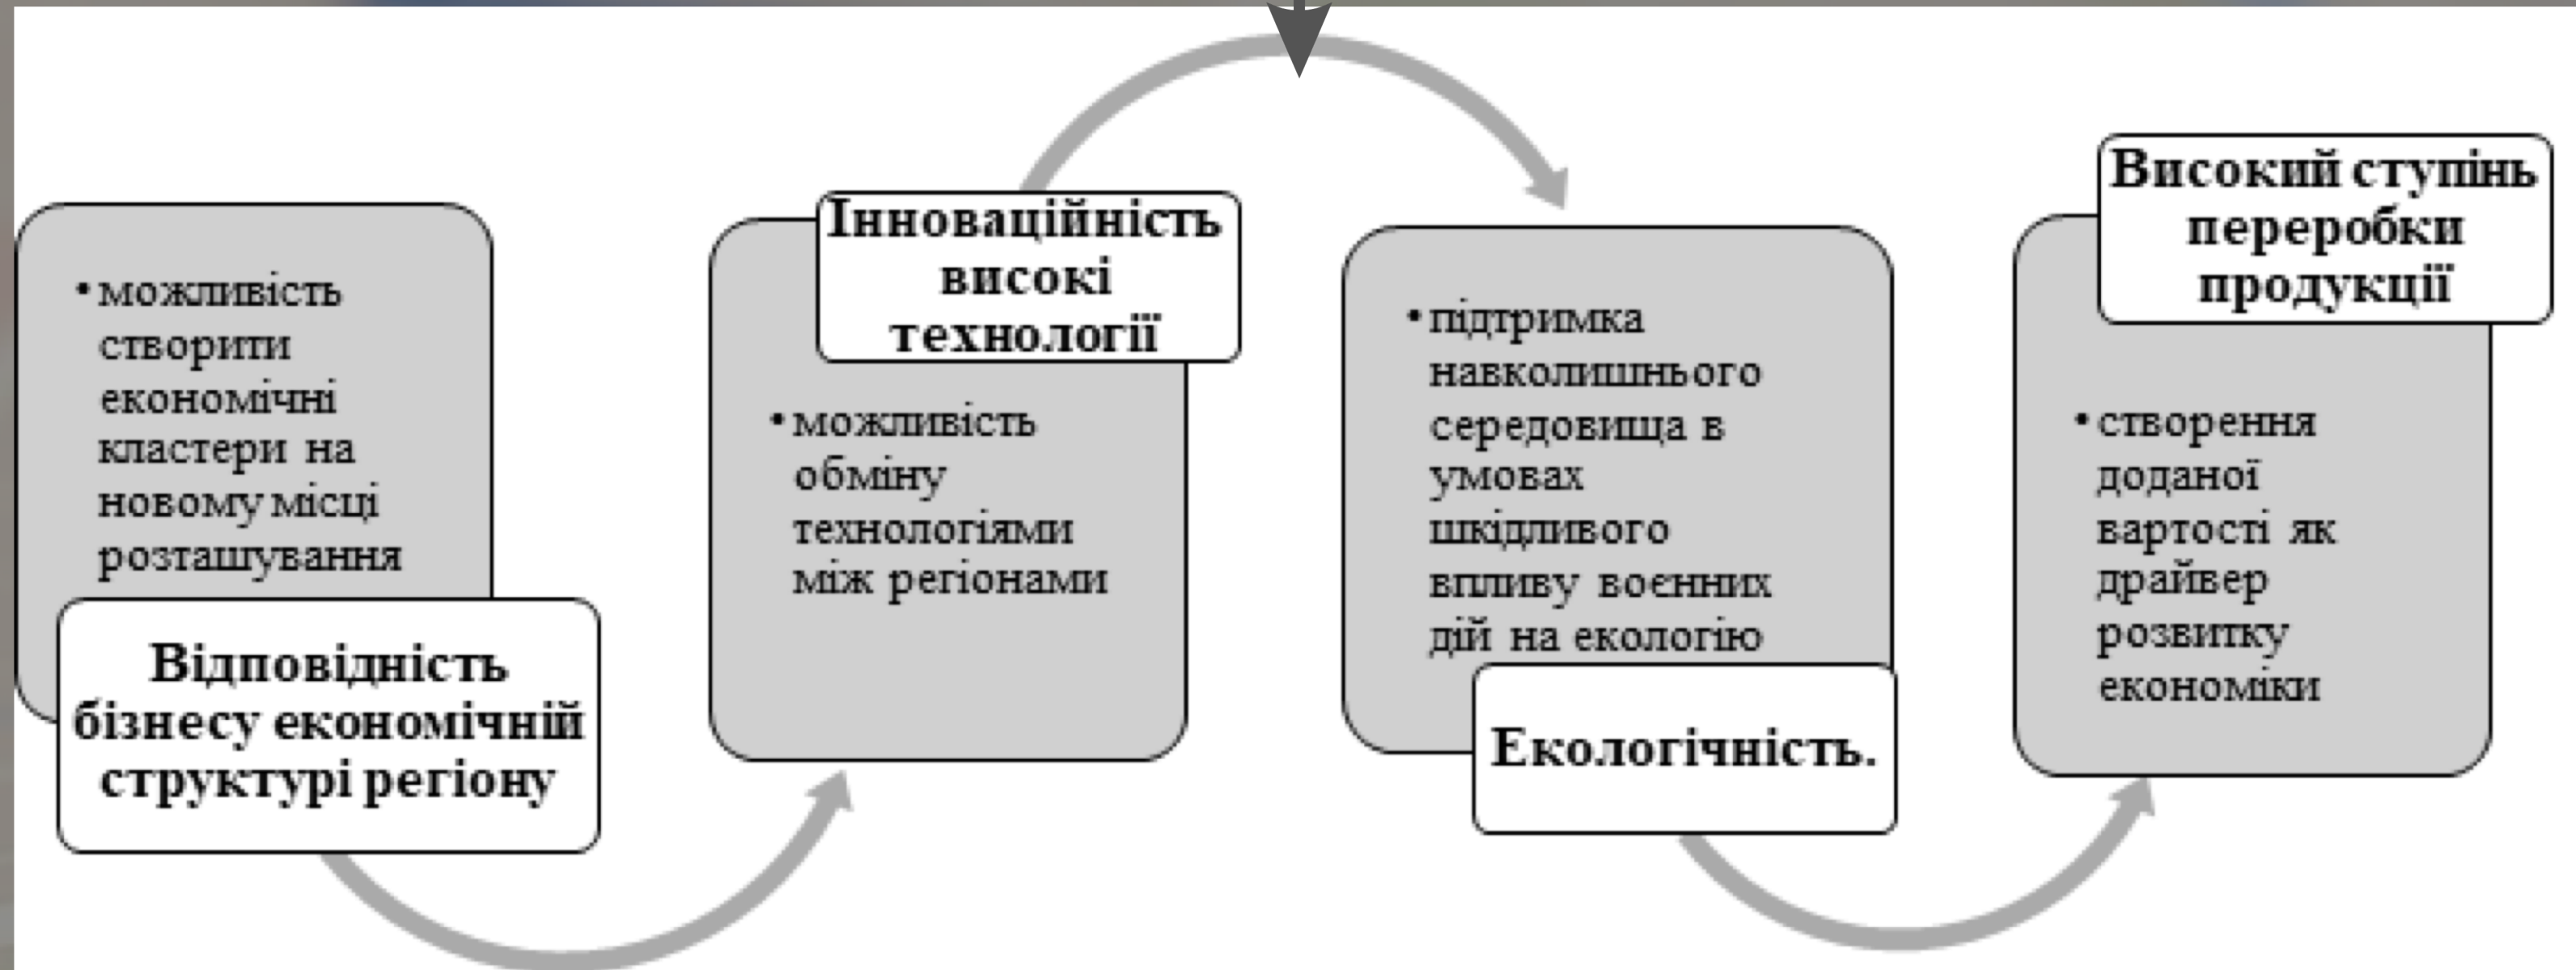 •можливість
створити
економічні
кластери на
новому місці
розташування
Відповідність
бізнесу економічній
структурі регіону
Інноваційність
високі
технології
•можливість
обміну
технологіями
між регіонами
•підтримка
навколишнього
середовища в
умовах
шкідливого
впливу воєнних
дій на екологію
Екологічність.
Високий ступінь
переробки
продукції
•створення
доданої
вартості як
драйвер
розвитку
економіки